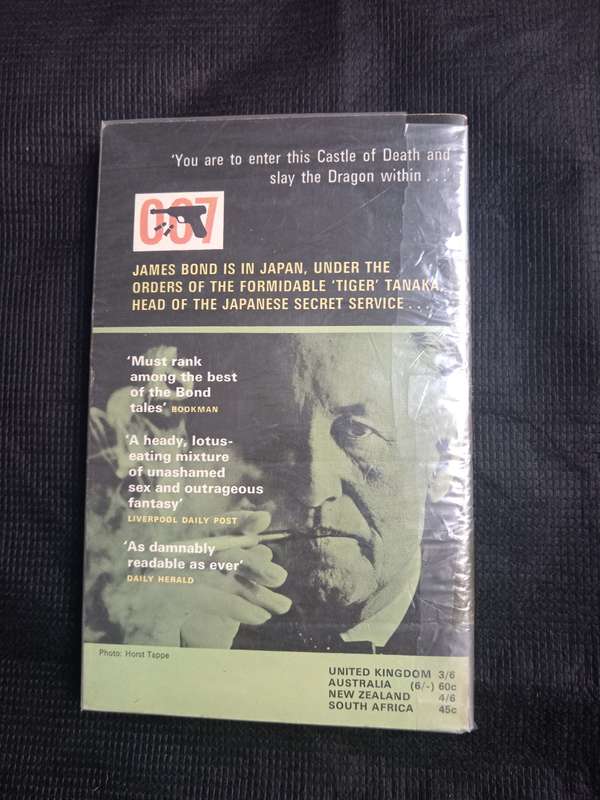 'You are to enter this Castle of Death and
slay the Dragon within . . .'
007
JAMES BOND IS IN JAPAN, UNDER THE
ORDERS OF THE FORMIDABLE 'TIGER' TANAKA,
HEAD OF THE JAPANESE SECRET SERVICE . . .
'Must rank
among the best
of the Bond
tales' BOOKMAN
'A heady, lotus-
eating mixture
of unashamed
sex and outrageous
fantasy'
LIVERPOOL DAILY POST
'As damnably
readable as ever'
DAILY HERALD
Photo: Horst Tappe
UNITED KINGDOM 3/6
AUSTRALIA (6/-) 60c
NEW ZEALAND 4/6
SOUTH AFRICA 45c